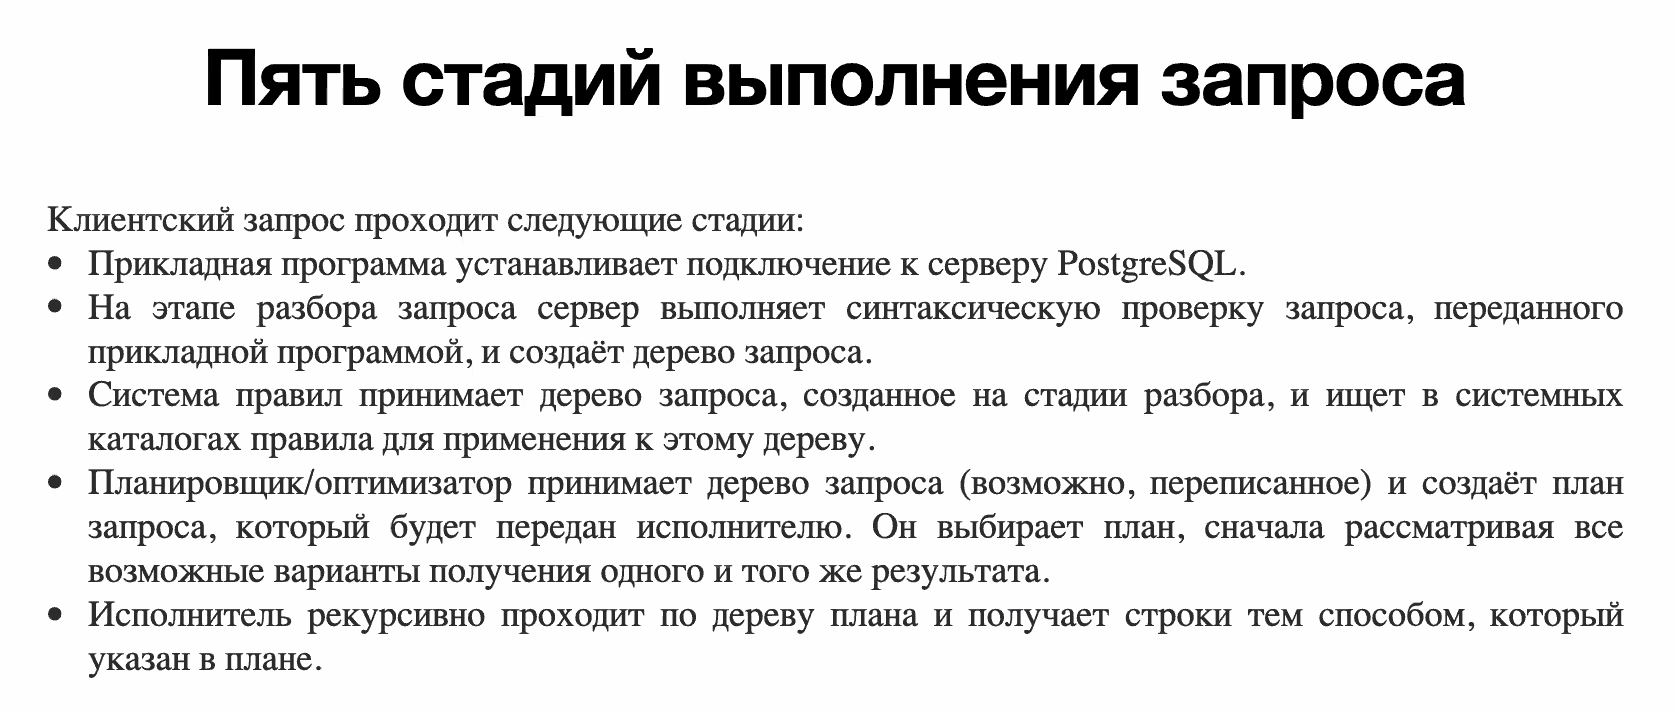 Пять стадий выполнения запроса
Клиентский запрос проходит следующие стадии:
• Прикладная программа устанавливает подключение к серверу PostgreSQL.
• На этапе разбора запроса сервер выполняет синтаксическую проверку запроса, переданного
прикладной программой, и создаёт дерево запроса.
• Система правил принимает дерево запроса, созданное на стадии разбора, и ищет в системных
каталогах правила для применения к этому дереву.
• Планировщик/оптимизатор принимает дерево запроса (возможно, переписанное) и создаёт план
запроса, который будет передан исполнителю. Он выбирает план, сначала рассматривая все
возможные варианты получения одного и того же результата.
• Исполнитель рекурсивно проходит по дереву плана и получает строки тем способом, который
указан в плане.